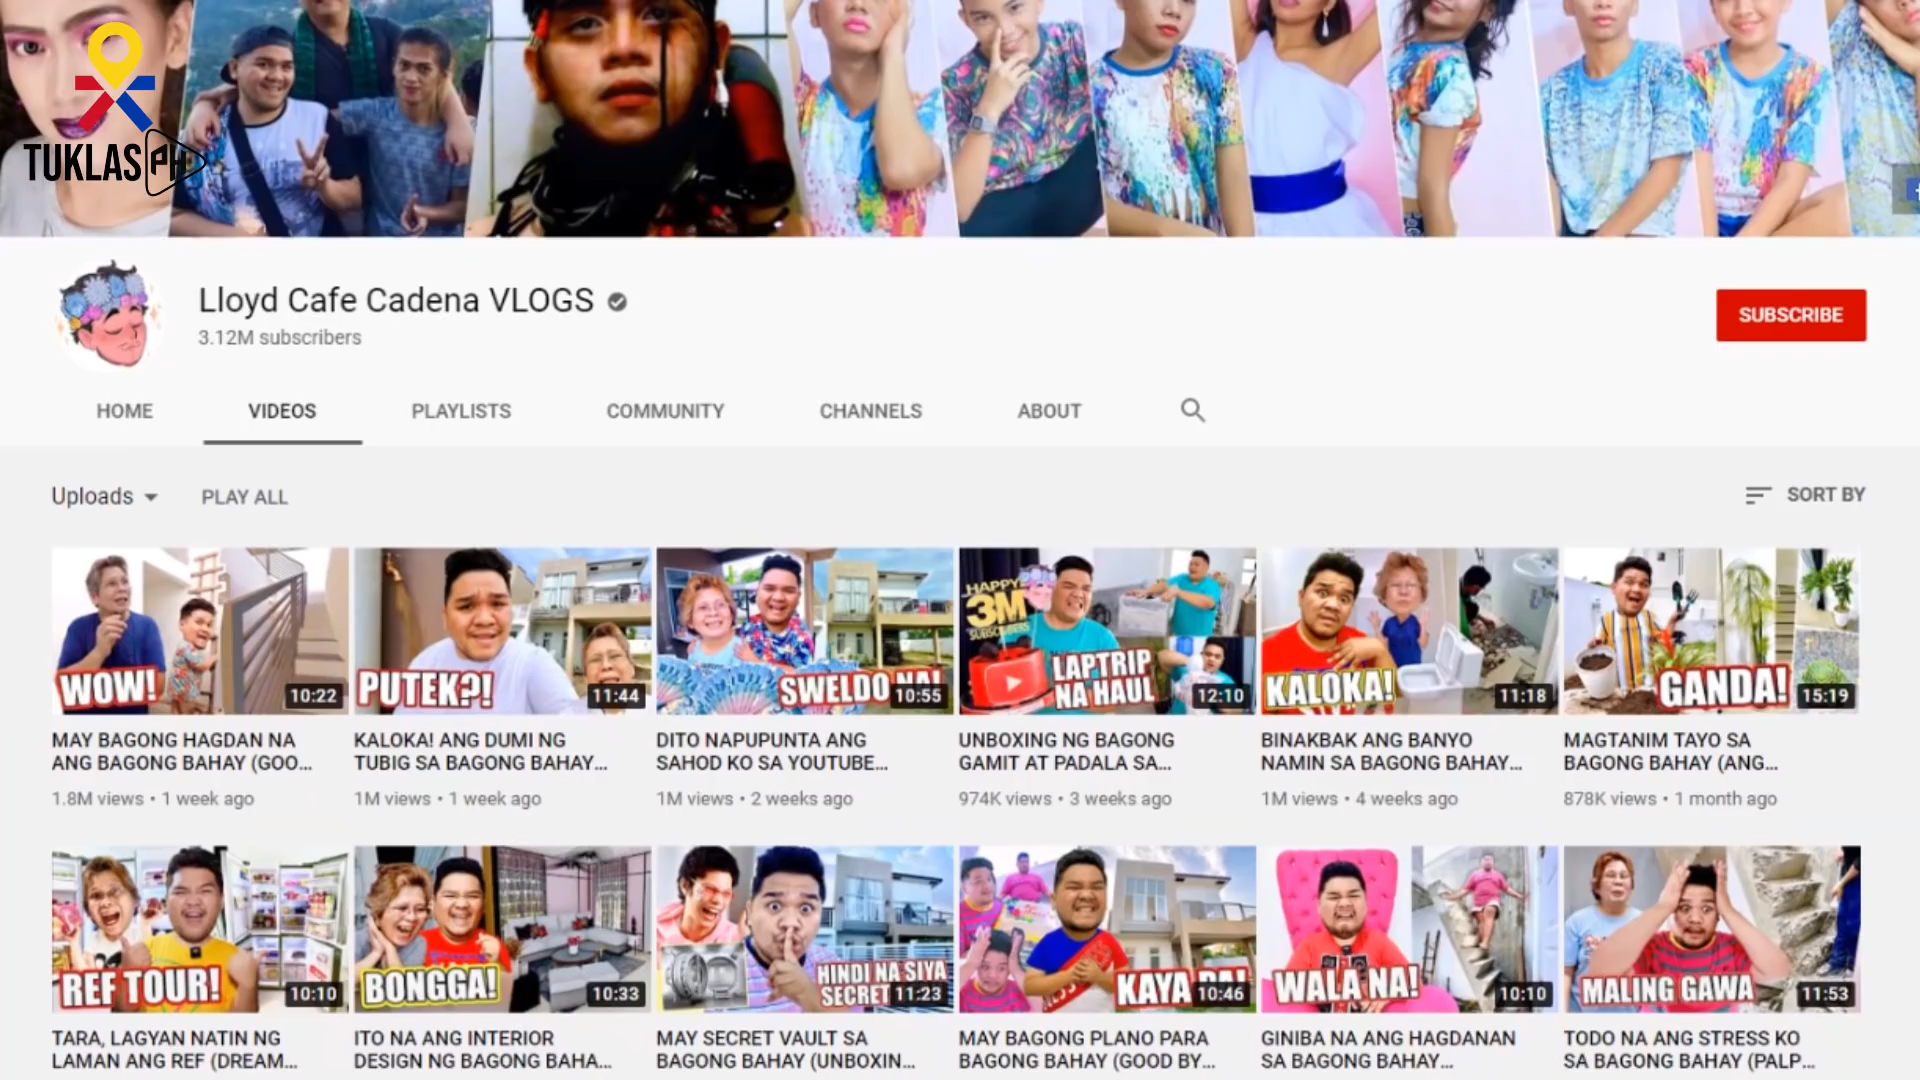 TUKLAS PH
Lloyd Cafe Cadena VLOGS
3.12M subscribers
SUBSCRIBE
HOME VIDEOS PLAYLISTS COMMUNITY CHANNELS ABOUT
Uploads PLAY ALL SORT BY
WOW! 10:22
PUTEK?! 11:44
SWELDO NA! 10:55
HAPPY
3M
SUBSCRIBERS
LAPTRIP
NA HAUL 12:10
KALOKA! 11:18
GANDA! 15:19
MAY BAGONG HAGDAN NA
ANG BAGONG BAHAY (GOO...
1.8M views • 1 week ago
KALOKA! ANG DUMI NG
TUBIG SA BAGONG BAHAY...
1M views • 1 week ago
DITO NAPUPUNTA ANG
SAHOD KO SA YOUTUBE...
1M views • 2 weeks ago
UNBOXING NG BAGONG
GAMIT AT PADALA SA...
974K views • 3 weeks ago
BINAKBAK ANG BANYO
NAMIN SA BAGONG BAHAY...
1M views • 4 weeks ago
MAGTANIM TAYO SA
BAGONG BAHAY (ANG...
878K views • 1 month ago
REF TOUR! 10:10
BONGGA! 10:33
HINDI NA SIYA
SECRET 11:23
KAYA PA! 10:46
WALA NA! 10:10
MALING GAWA 11:53
TARA, LAGYAN NATIN NG
LAMAN ANG REF (DREAM...
ITO NA ANG INTERIOR
DESIGN NG BAGONG BAHA...
MAY SECRET VAULT SA
BAGONG BAHAY (UNBOXIN...
MAY BAGONG PLANO PARA
BAGONG BAHAY (GOOD BY...
GINIBA NA ANG HAGDANAN
SA BAGONG BAHAY...
TODO NA ANG STRESS KO
SA BAGONG BAHAY (PALP...